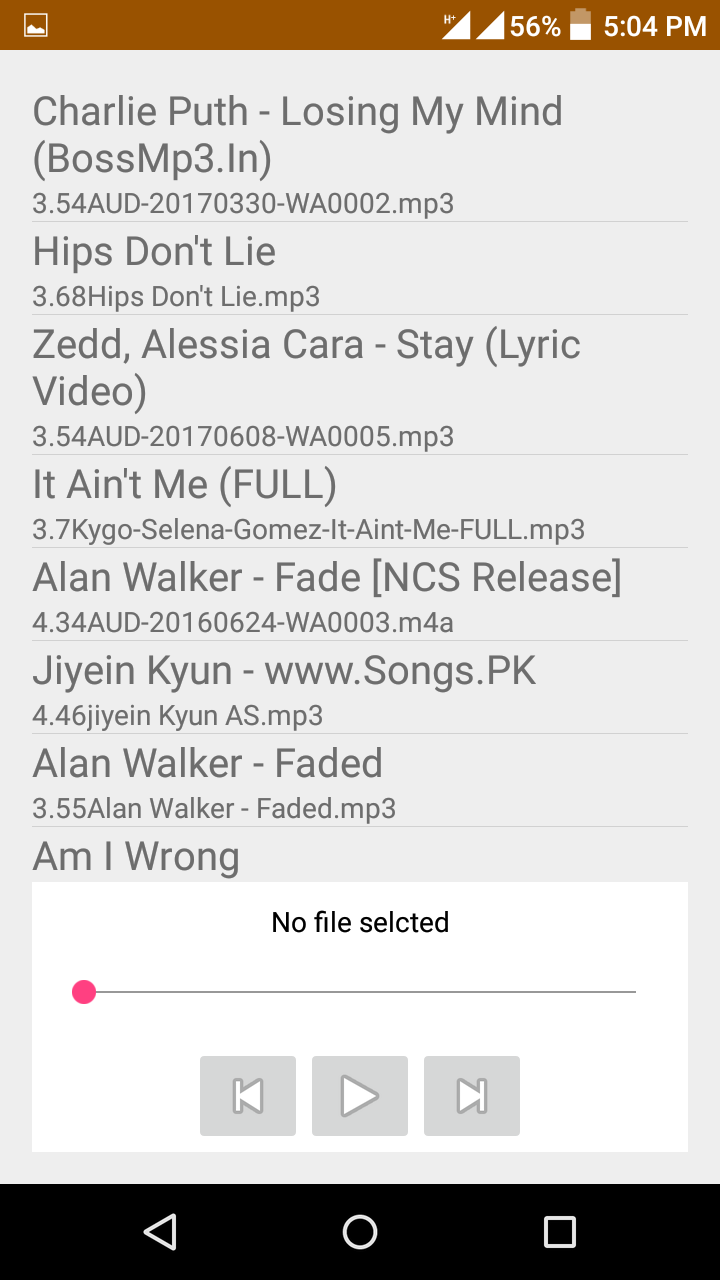 H+ 56% 5:04 PM
Charlie Puth - Losing My Mind
(BossMp3.In)
3.54AUD-20170330-WA0002.mp3
Hips Don't Lie
3.68Hips Don't Lie.mp3
Zedd, Alessia Cara - Stay (Lyric
Video)
3.54AUD-20170608-WA0005.mp3
It Ain't Me (FULL)
3.7Kygo-Selena-Gomez-It-Aint-Me-FULL.mp3
Alan Walker - Fade [NCS Release]
4.34AUD-20160624-WA0003.m4a
Jiyein Kyun - www.Songs.PK
4.46jiyein Kyun AS.mp3
Alan Walker - Faded
3.55Alan Walker - Faded.mp3
Am I Wrong
No file selcted